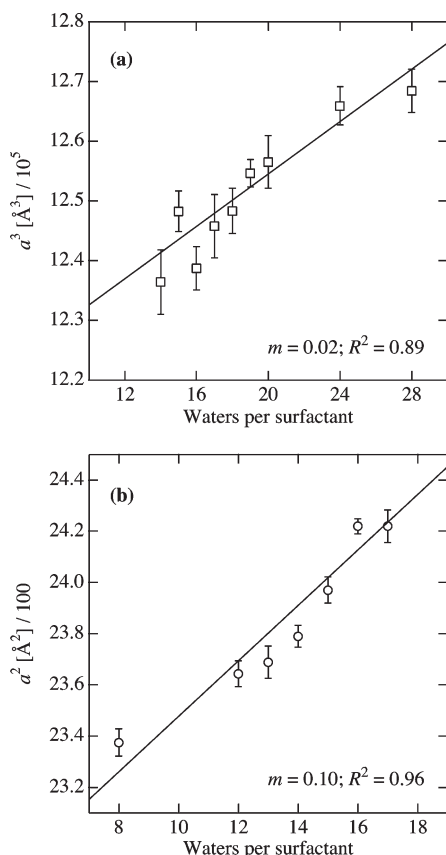 12.8
(a)
12.7
12.6
12.5
12.4
12.3
12.2
a³ [Å³] / 10⁵
m = 0.02; R² = 0.89
12 16 20 24 28
Waters per surfactant
24.4
(b)
24.2
24.0
23.8
23.6
23.4
23.2
a² [Å²] /100
m = 0.10; R² = 0.96
8 10 12 14 16 18
Waters per surfactant